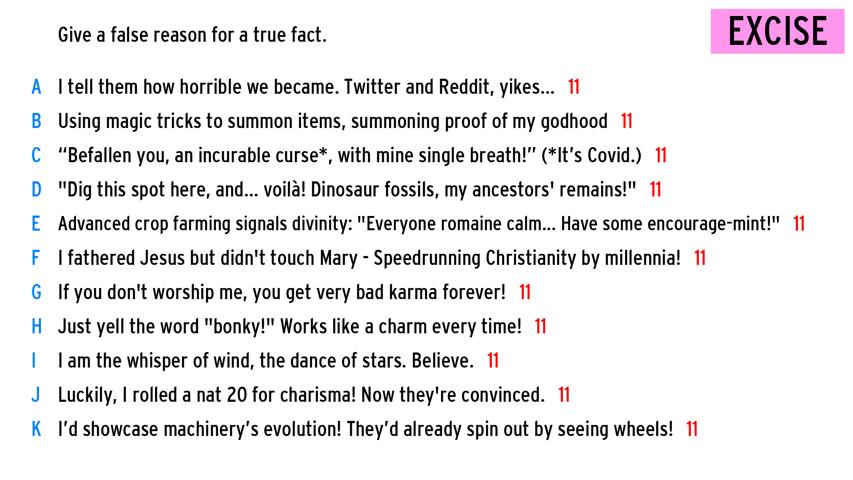 Give a false reason for a true fact.
EXCISE
A I tell them how horrible we became. Twitter and Reddit, yikes... 11
B Using magic tricks to summon items, summoning proof of my godhood 11
C “Befallen you, an incurable curse*, with mine single breath!” (*It’s Covid.) 11
D "Dig this spot here, and... voilà! Dinosaur fossils, my ancestors' remains!" 11
E Advanced crop farming signals divinity: "Everyone romaine calm... Have some encourage-mint!" 11
F I fathered Jesus but didn't touch Mary - Speedrunning Christianity by millennia! 11
G If you don't worship me, you get very bad karma forever! 11
H Just yell the word "bonky!" Works like a charm every time! 11
I I am the whisper of wind, the dance of stars. Believe. 11
J Luckily, I rolled a nat 20 for charisma! Now they're convinced. 11
K I’d showcase machinery’s evolution! They’d already spin out by seeing wheels! 11